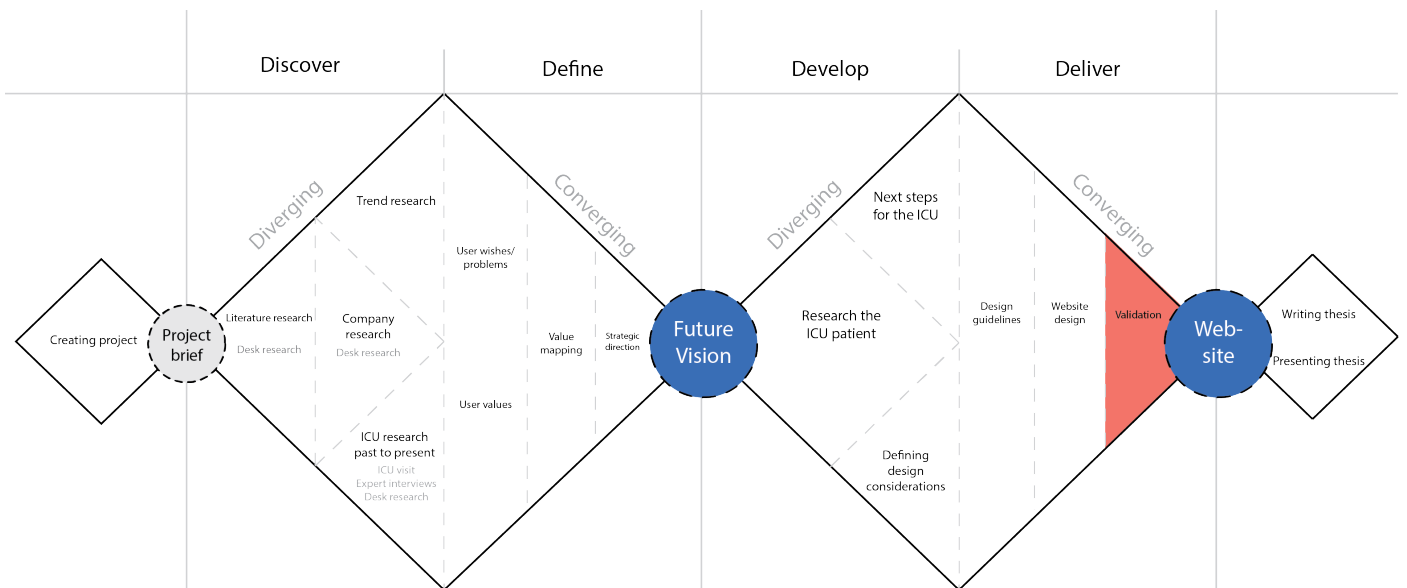 Discover
Define
Develop
Deliver
Diverging
Converging
Diverging
Converging
Creating project
Project
brief
Literature research
Desk research
Trend research
Company
research
Desk research
ICU research
past to present
ICU visit
Expert interviews
Desk research
User wishes/
problems
User values
Value
mapping
Strategic
direction
Future
Vision
Next steps
for the ICU
Research the
ICU patient
Defining
design
considerations
Design
guidelines
Website
design
Validation
Web-
site
Writing thesis
Presenting thesis